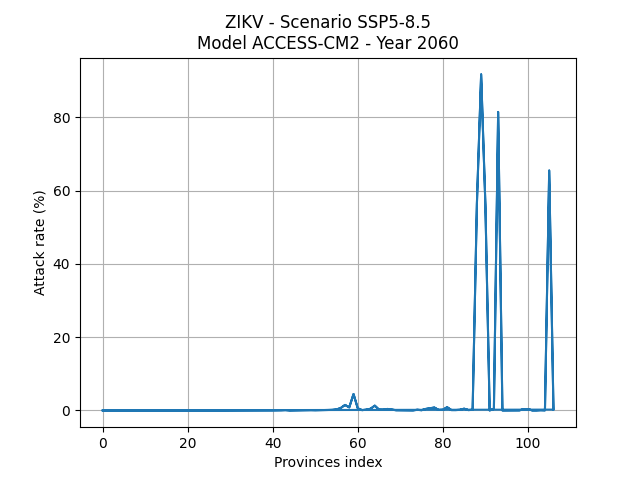 ZIKV - Scenario SSP5-8.5
Model ACCESS-CM2 - Year 2060
80
60
40
20
0
Attack rate (%)
0 20 40 60 80 100
Provinces index